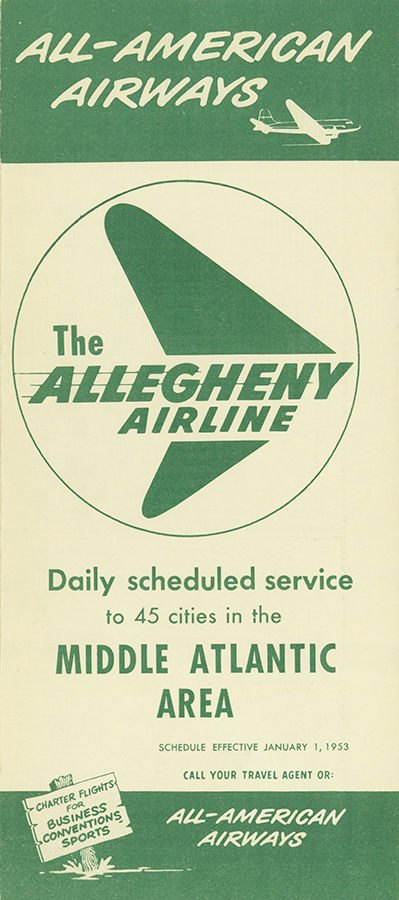 ALL-AMERICAN
AIRWAYS
The
ALLEGHENY
AIRLINE
Daily scheduled service
to 45 cities in the
MIDDLE ATLANTIC
AREA
SCHEDULE EFFECTIVE JANUARY 1, 1953
CALL YOUR TRAVEL AGENT OR:
CHARTER FLIGHTS
FOR
BUSINESS
CONVENTIONS
SPORTS
ALL-AMERICAN
AIRWAYS